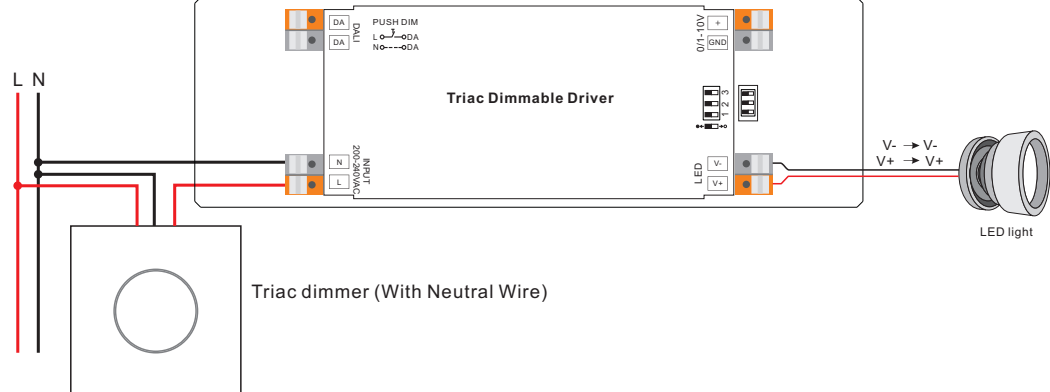 DA
DA
DALI
PUSH DIM
L DA
N DA
0/1-10V
+
GND
L N
Triac Dimmable Driver
1 2 3
N
L
INPUT
200-240VAC
LED
V-
V+
V- → V-
V+ → V+
LED light
Triac dimmer (With Neutral Wire)